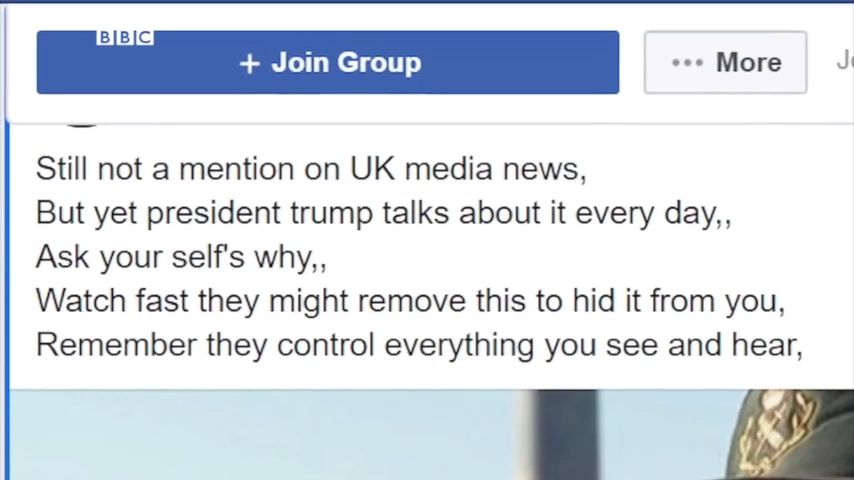 BBC
+ Join Group
••• More
Still not a mention on UK media news,
But yet president trump talks about it every day,,
Ask your self's why,,
Watch fast they might remove this to hid it from you,
Remember they control everything you see and hear,